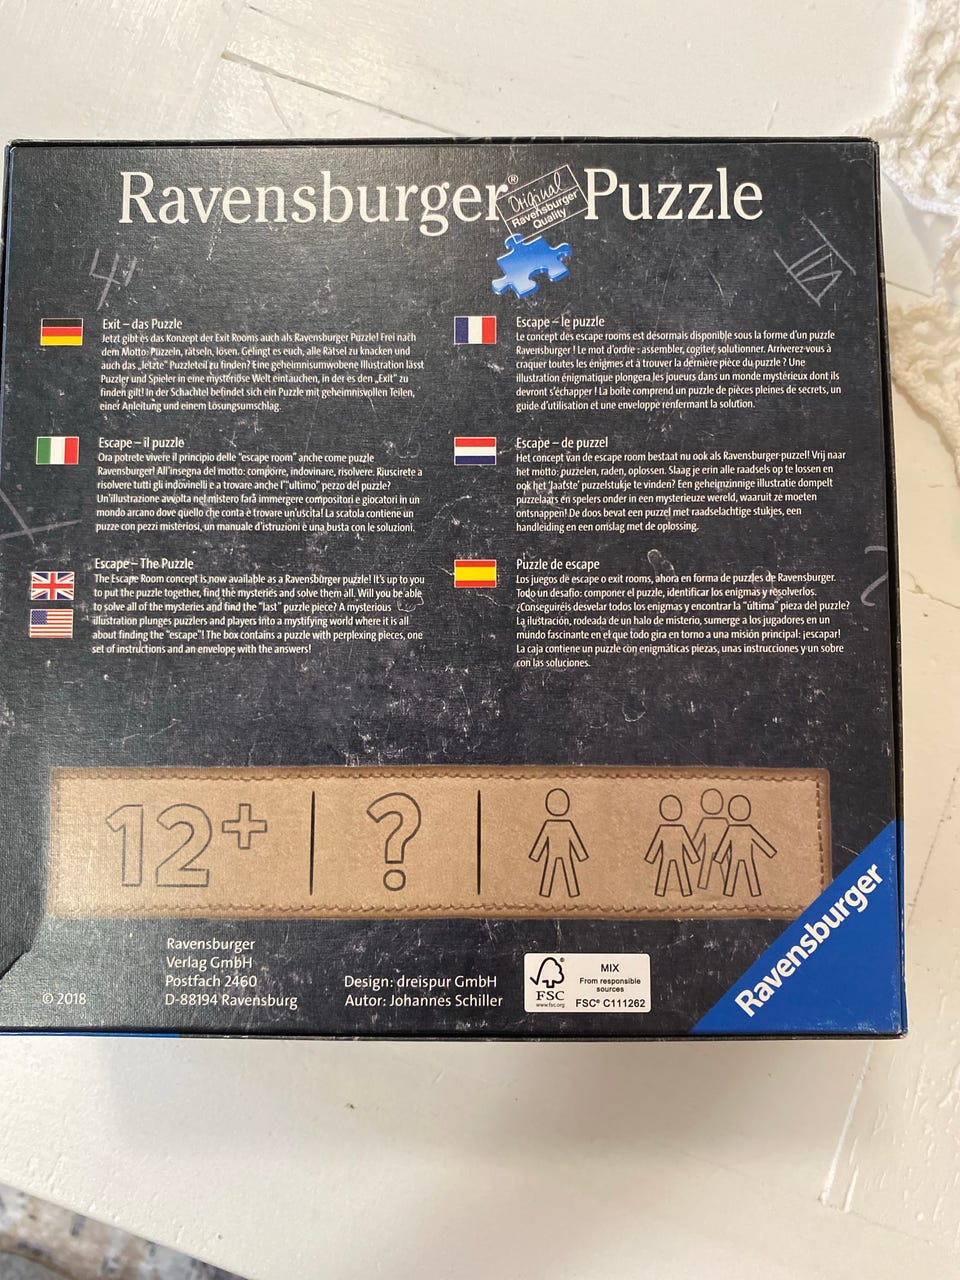 Ravensburger® Puzzle
Original
Ravensburger
Quality
Exit – das Puzzle
Jetzt gibt es das Konzept der Exit Rooms auch als Ravensburger Puzzle! Frei nach
dem Motto: Puzzeln, rätseln, lösen. Gelingt es euch, alle Rätsel zu knacken und
auch das „letzte“ Puzzleteil zu finden? Eine geheimnisumwobene Illustration lässt
Puzzler und Spieler in eine mysteriöse Welt eintauchen, in der es den „Exit“ zu
finden gilt! In der Schachtel befindet sich ein Puzzle mit geheimnisvollen Teilen,
einer Anleitung und einem Lösungsumschlag.
Escape – le puzzle
Le concept des escape rooms est désormais disponible sous la forme d'un puzzle
Ravensburger ! Le mot d'ordre : assembler, cogiter, solutionner. Arriverez-vous à
craquer toutes les énigmes et à trouver la dernière pièce du puzzle ? Une
illustration énigmatique plongera les joueurs dans un monde mystérieux dont ils
devront s'échapper ! La boîte comprend un puzzle de pièces pleines de secrets, un
guide d'utilisation et une enveloppe renfermant la solution.
Escape – il puzzle
Ora potrete vivere il principio delle "escape room" anche come puzzle
Ravensburger! All'insegna del motto: comporre, indovinare, risolvere. Riuscirete a
risolvere tutti gli indovinelli e a trovare anche l'"ultimo" pezzo del puzzle?
Un'illustrazione avvolta nel mistero farà immergere compositori e giocatori in un
mondo arcano dove quello che conta è trovare un'uscita! La scatola contiene un
puzze con pezzi misteriosi, un manuale d'istruzioni e una busta con le soluzioni.
Escape – de puzzel
Het concept van de escape room bestaat nu ook als Ravensburger-puzzel! Vrij naar
het motto: puzzelen, raden, oplossen. Slaag je erin alle raadsels op te lossen en
ook het 'laatste' puzzelstukje te vinden? Een geheimzinnige illustratie dompelt
puzzelaars en spelers onder in een mysterieuze wereld, waaruit ze moeten
ontsnappen! De doos bevat een puzzel met raadselachtige stukjes, een
handleiding en een omslag met de oplossing.
Escape – The Puzzle
The Escape Room concept is now available as a Ravensburger puzzle! It's up to you
to put the puzzle together, find the mysteries and solve them all. Will you be able
to solve all of the mysteries and find the "last" puzzle piece? A mysterious
illustration plunges puzzlers and players into a mystifying world where it is all
about finding the "escape"! The box contains a puzzle with perplexing pieces, one
set of instructions and an envelope with the answers!
Puzzle de escape
Los juegos de escape o exit rooms, ahora en forma de puzzles de Ravensburger.
Todo un desafío: componer el puzzle, identificar los enigmas y resolverlos.
¿Conseguiréis desvelar todos los enigmas y encontrar la "última" pieza del puzzle?
La ilustración, rodeada de un halo de misterio, sumerge a los jugadores en un
mundo fascinante en el que todo gira en torno a una misión principal: ¡escapar!
La caja contiene un puzzle con enigmáticas piezas, unas instrucciones y un sobre
con las soluciones.
12+ | ? |
Ravensburger
Verlag GmbH
Postfach 2460
D-88194 Ravensburg
© 2018
Design: dreispur GmbH
Autor: Johannes Schiller
FSC
www.fsc.org
MIX
From responsible
sources
FSC® C111262
Ravensburger